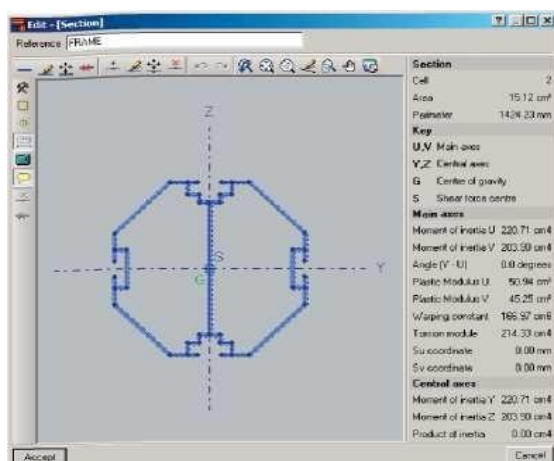 Edit - [Section]
Reference FRAME
Section
Cell 2
Area 15.12 cm²
Perimeter 1424.23 mm
Key
U,V Main axes
Y,Z Central axes
G Centre of gravity
S Shear force centre
Main axes
Moment of inertia U 220.71 cm4
Moment of inertia V 203.90 cm4
Angle (Y - U) 0.0 degrees
Plastic Modulus U 50.94 cm³
Plastic Modulus V 45.25 cm³
Warping constant 166.97 cm6
Torsion module 214.33 cm4
Su coordinate 0.00 mm
Sv coordinate 0.00 mm
Central axes
Moment of inertia Y 220.71 cm4
Moment of inertia Z 203.90 cm4
Product of inertia 0.00 cm4
Z
S
Y
G
Accept
Cancel